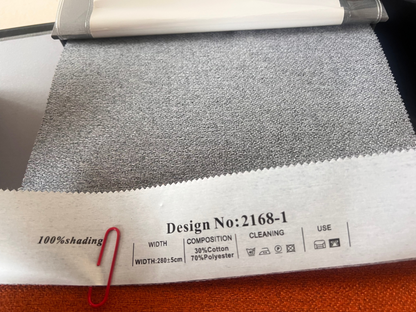 Design No:2168-1
100%shading
WIDTH
WIDTH:280±5cm
COMPOSITION
30%Cotton
70%Polyester
CLEANING
USE